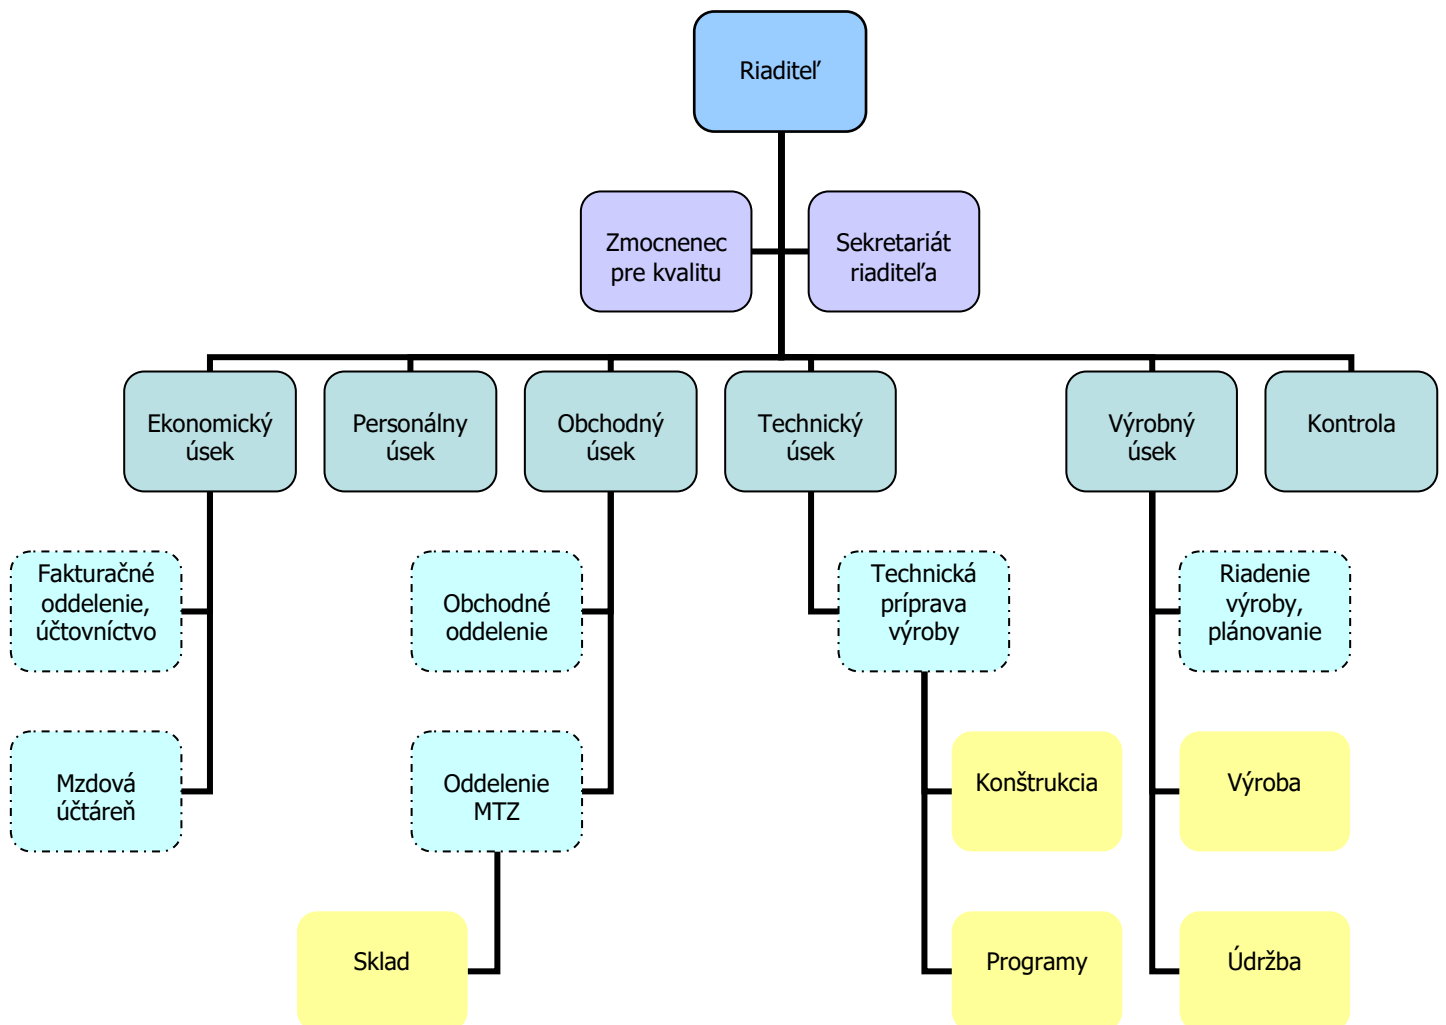 Riaditeľ
Zmocnenec
pre kvalitu
Sekretariát
riaditeľa
Ekonomický
úsek
Personálny
úsek
Obchodný
úsek
Technický
úsek
Výrobný
úsek
Kontrola
Fakturačné
oddelenie,
účtovníctvo
Obchodné
oddelenie
Technická
príprava
výroby
Riadenie
výroby,
plánovanie
Mzdová
účtáreň
Oddelenie
MTZ
Konštrukcia
Výroba
Sklad
Programy
Údržba